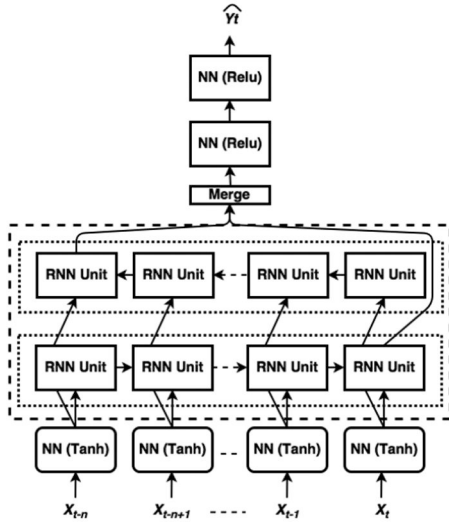 Ŷt
NN (Relu)
NN (Relu)
Merge
RNN Unit RNN Unit RNN Unit RNN Unit
RNN Unit RNN Unit RNN Unit RNN Unit
NN (Tanh) NN (Tanh) NN (Tanh) NN (Tanh)
Xt-n Xt-n+1 Xt-1 Xt